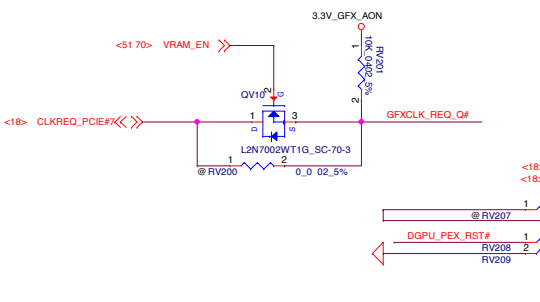 3.3V_GFX_AON
<51 70> VRAM_EN
1
10K_0402_5%
RV201
2
QV10
2
G
<18> CLKREQ_PCIE#7
1
3
D
S
GFXCLK_REQ_Q#
L2N7002WT1G_SC-70-3
1
2
@ RV200
0_0 02_5%
<18
<18
@ RV207
1
DGPU_PEX_RST#
1
RV208
2
RV209